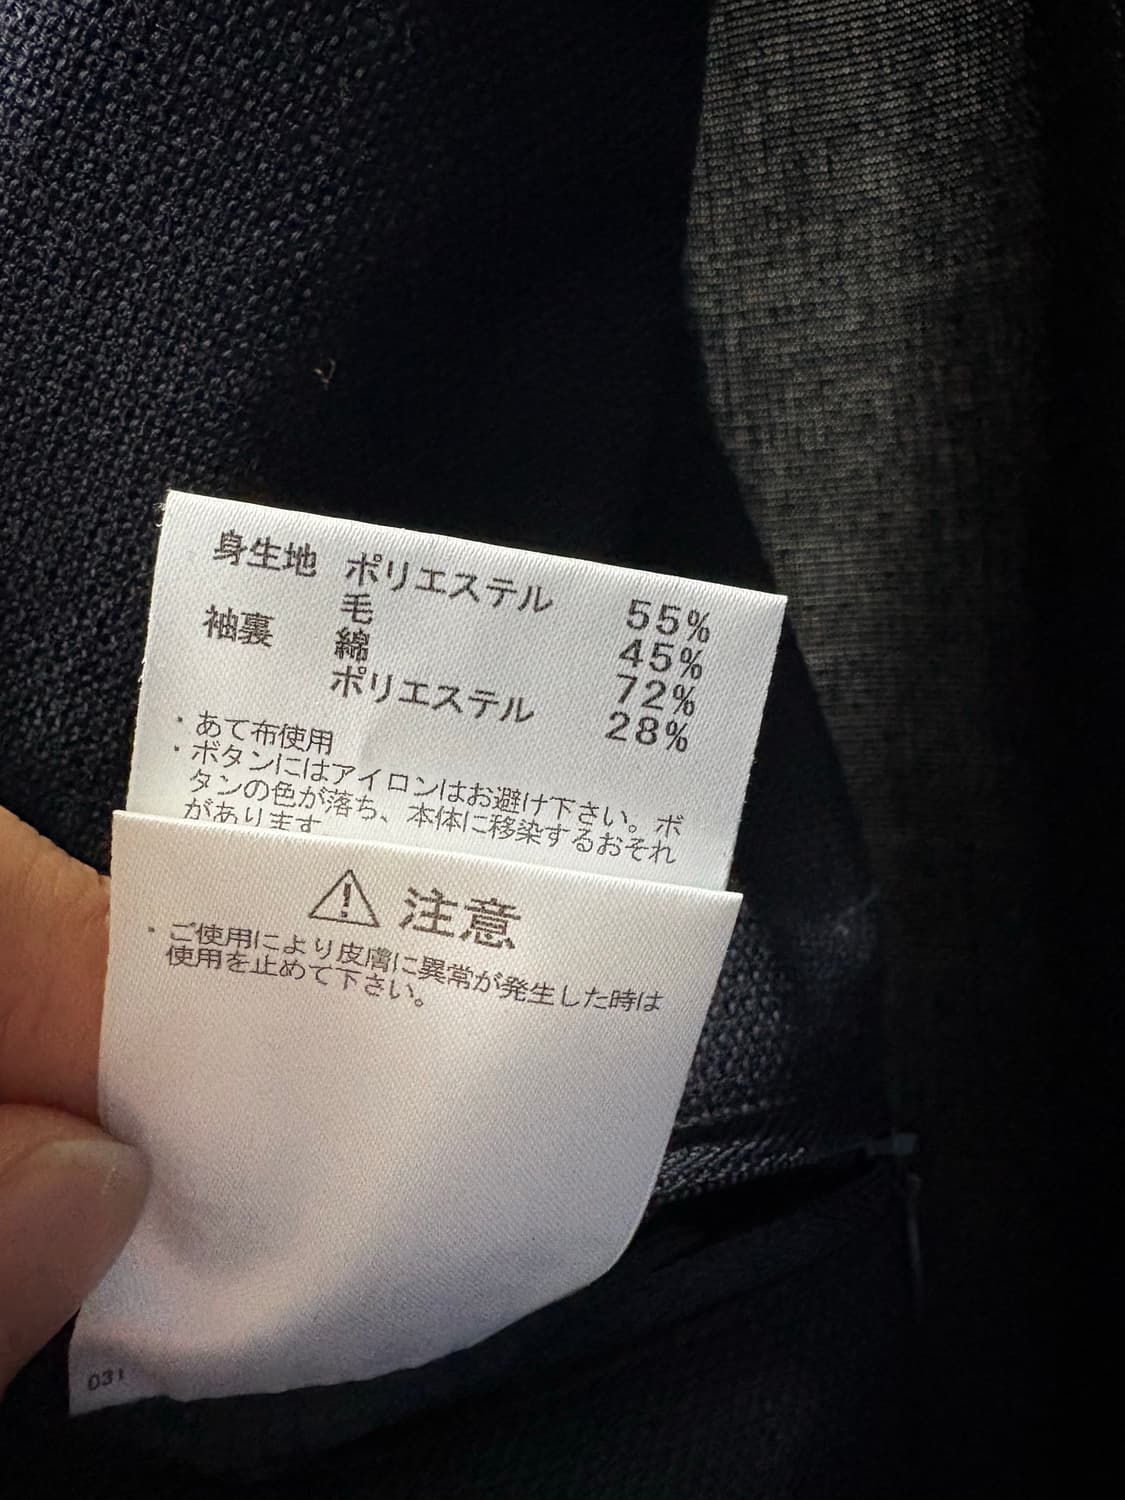 身生地 ポリエステル 55%
毛 45%
袖裏 綿 72%
ポリエステル 28%
・あて布使用
・ボタンにはアイロンはお避け下さい。ボ
タンの色が落ち、本体に移染するおそれ
があります
注意
・ご使用により皮膚に異常が発生した時は
使用を止めて下さい。
031